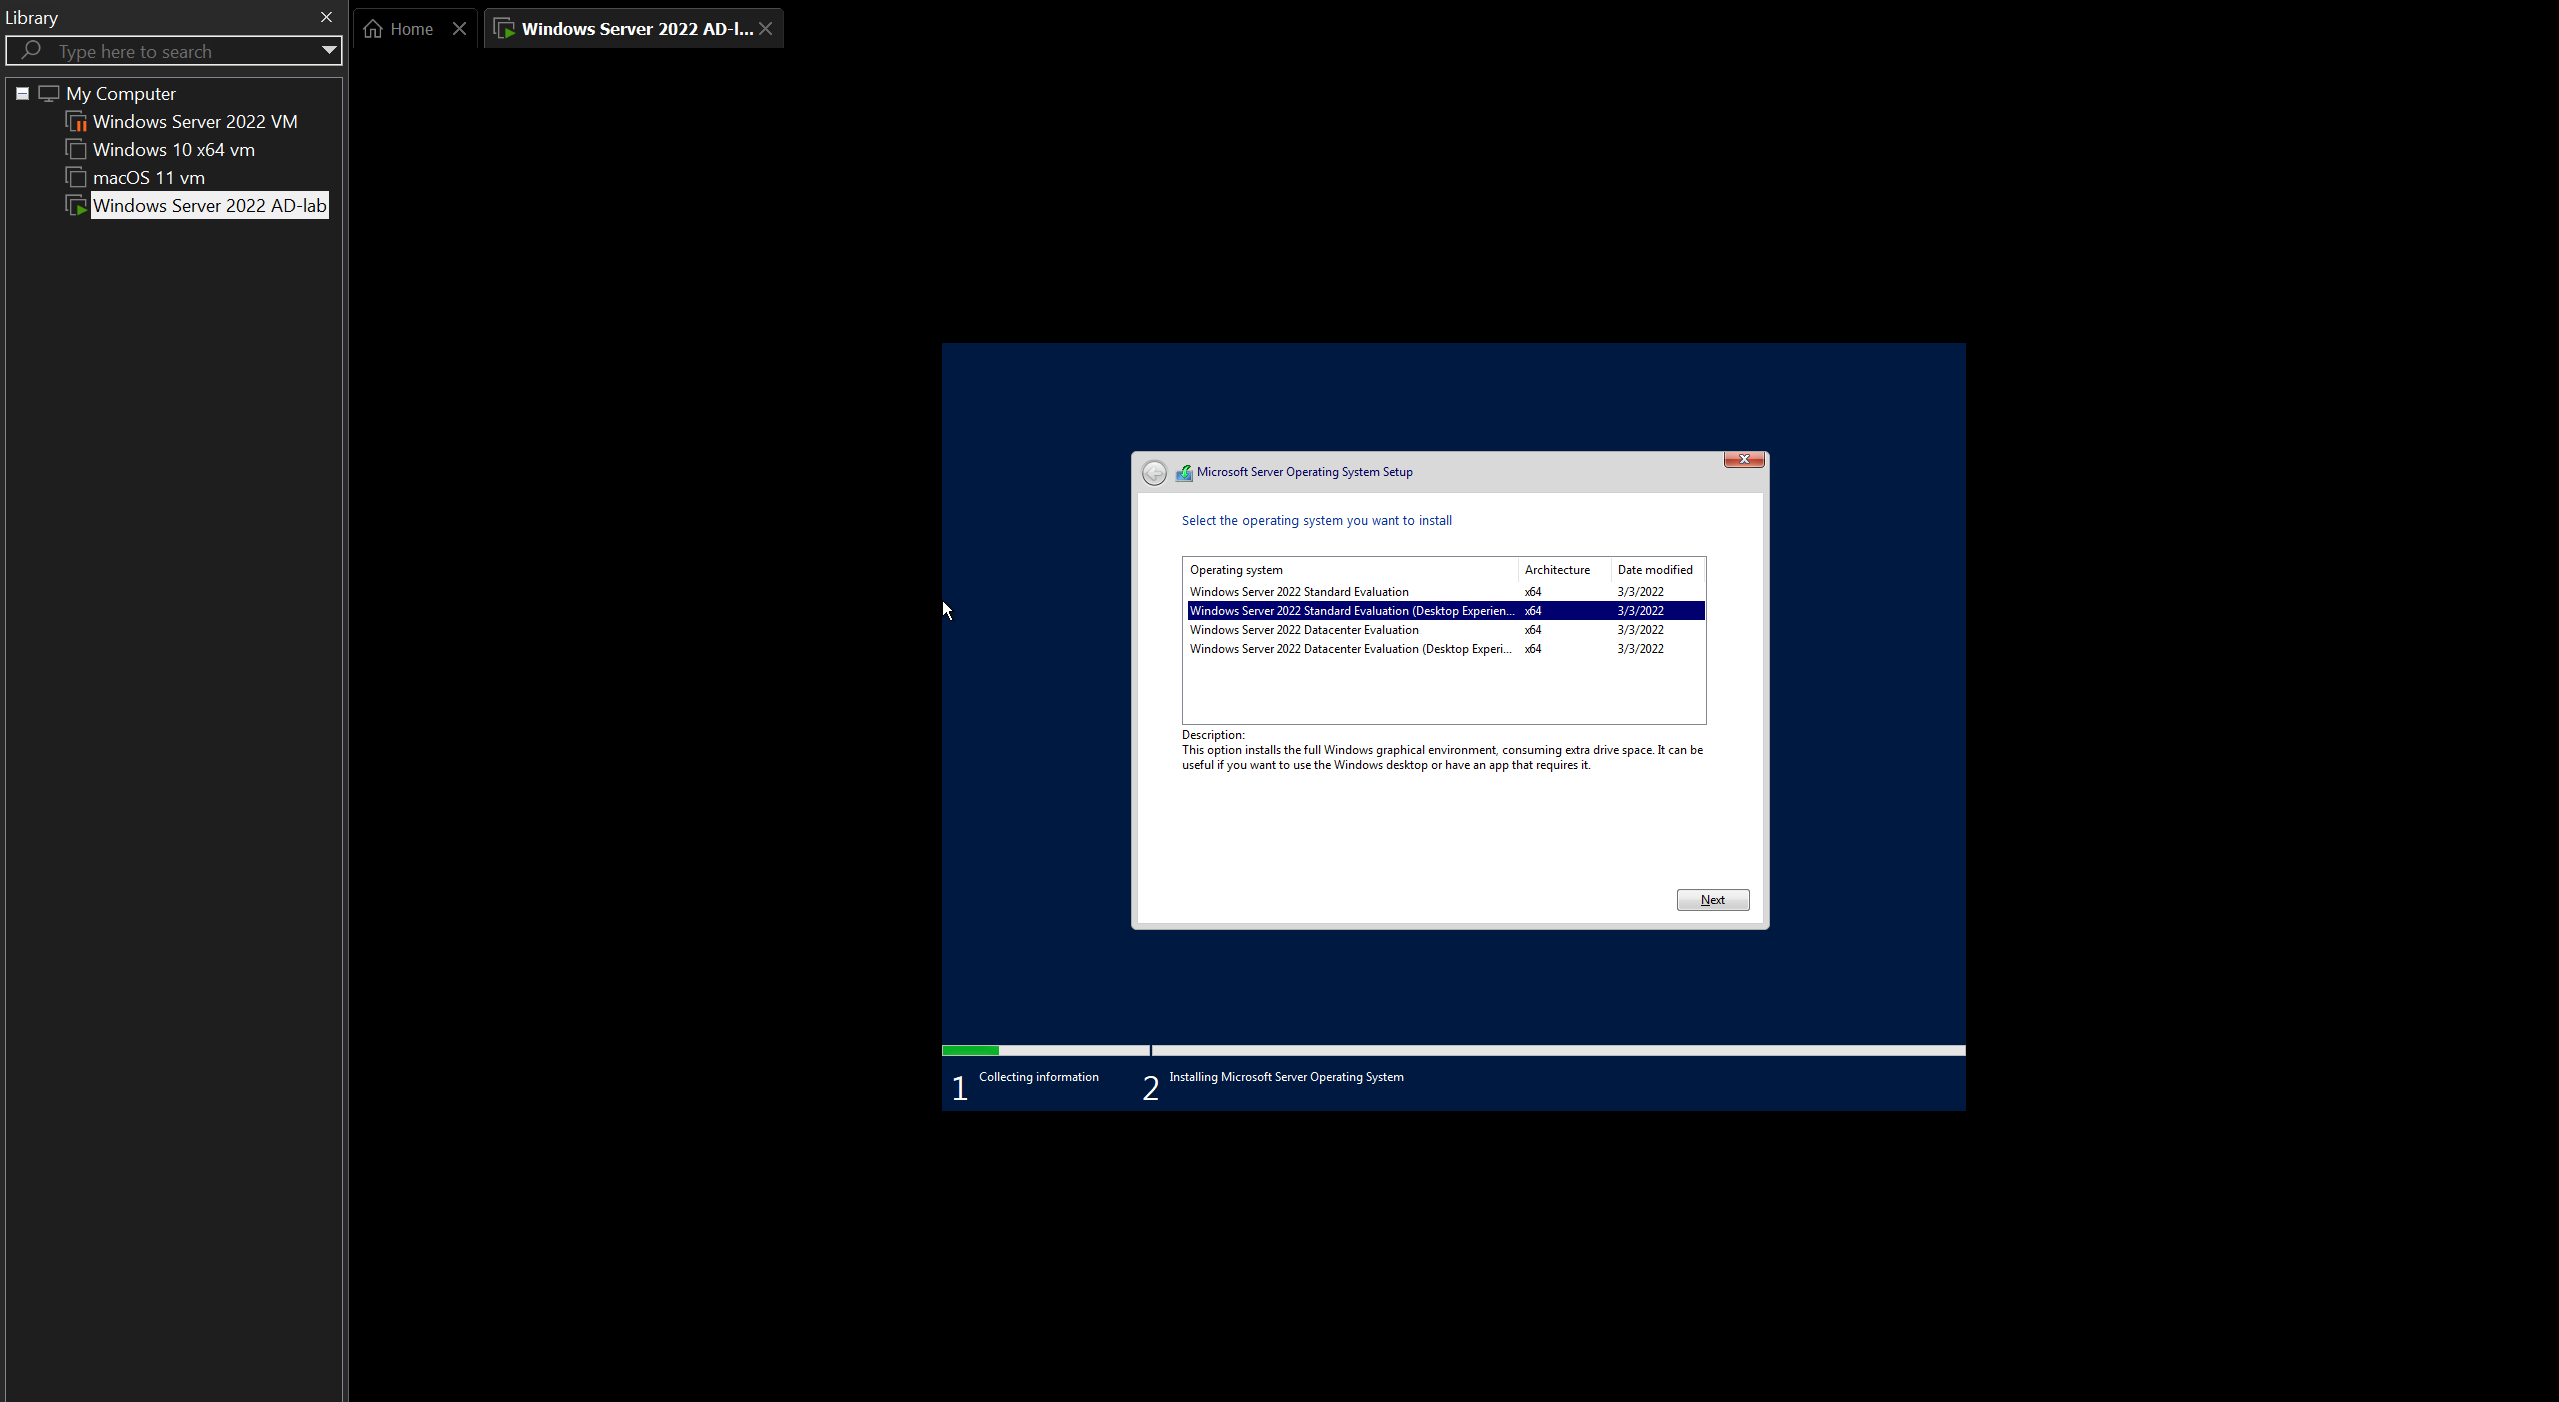 Library
Type here to search
My Computer
Windows Server 2022 VM
Windows 10 x64 vm
macOS 11 vm
Windows Server 2022 AD-lab
Home
Windows Server 2022 AD-l...
Microsoft Server Operating System Setup
Select the operating system you want to install
Operating system Architecture Date modified
Windows Server 2022 Standard Evaluation x64 3/3/2022
Windows Server 2022 Standard Evaluation (Desktop Experien... x64 3/3/2022
Windows Server 2022 Datacenter Evaluation x64 3/3/2022
Windows Server 2022 Datacenter Evaluation (Desktop Experi... x64 3/3/2022
Description:
This option installs the full Windows graphical environment, consuming extra drive space. It can be
useful if you want to use the Windows desktop or have an app that requires it.
Next
1 Collecting information
2 Installing Microsoft Server Operating System